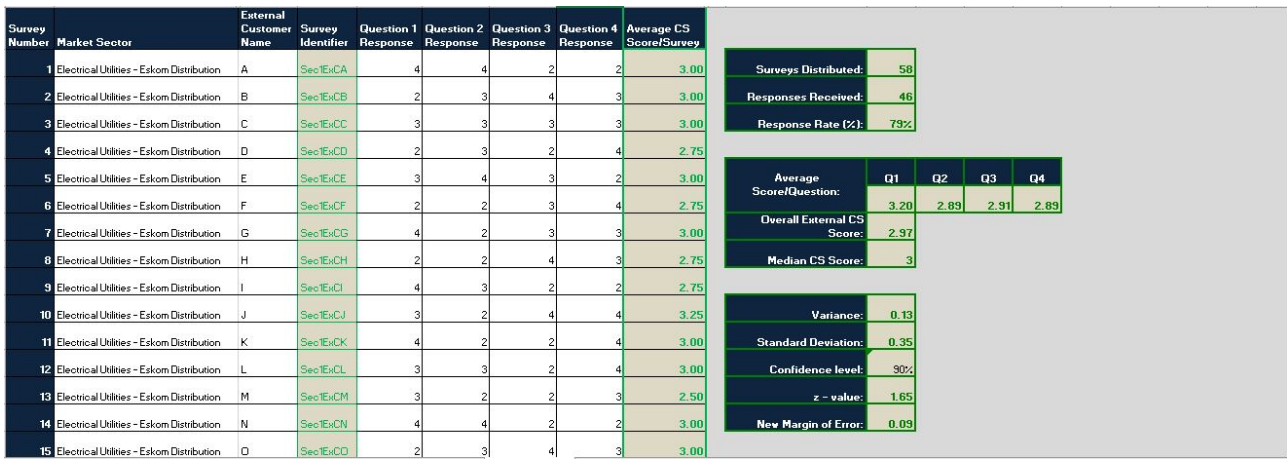 Survey Number Market Sector External Customer Name Survey Identifier Question 1 Response Question 2 Response Question 3 Response Question 4 Response Average CS Score/Survey
1 Electrical Utilities - Eskom Distribution A Sec1ExCA 4 4 2 2 3.00
2 Electrical Utilities - Eskom Distribution B Sec1ExCB 2 3 4 3 3.00
3 Electrical Utilities - Eskom Distribution C Sec1ExCC 3 3 3 3 3.00
4 Electrical Utilities - Eskom Distribution D Sec1ExCD 2 3 2 4 2.75
5 Electrical Utilities - Eskom Distribution E Sec1ExCE 3 4 3 2 3.00
6 Electrical Utilities - Eskom Distribution F Sec1ExCF 2 2 3 4 2.75
7 Electrical Utilities - Eskom Distribution G Sec1ExCG 4 2 3 3 3.00
8 Electrical Utilities - Eskom Distribution H Sec1ExCH 2 2 4 3 2.75
9 Electrical Utilities - Eskom Distribution I Sec1ExCI 4 3 2 2 2.75
10 Electrical Utilities - Eskom Distribution J Sec1ExCJ 3 2 4 4 3.25
11 Electrical Utilities - Eskom Distribution K Sec1ExCK 4 2 2 4 3.00
12 Electrical Utilities - Eskom Distribution L Sec1ExCL 3 3 2 4 3.00
13 Electrical Utilities - Eskom Distribution M Sec1ExCM 3 2 2 3 2.50
14 Electrical Utilities - Eskom Distribution N Sec1ExCN 4 4 2 2 3.00
15 Electrical Utilities - Eskom Distribution O Sec1ExCO 2 3 4 3 3.00
Surveys Distributed: 58
Responses Received: 46
Response Rate (%): 79%
Average Score/Question: Q1 Q2 Q3 Q4
3.20 2.89 2.91 2.89
Overall External CS Score: 2.97
Median CS Score: 3
Variance: 0.13
Standard Deviation: 0.35
Confidence level: 90%
z - value: 1.65
New Margin of Error: 0.09